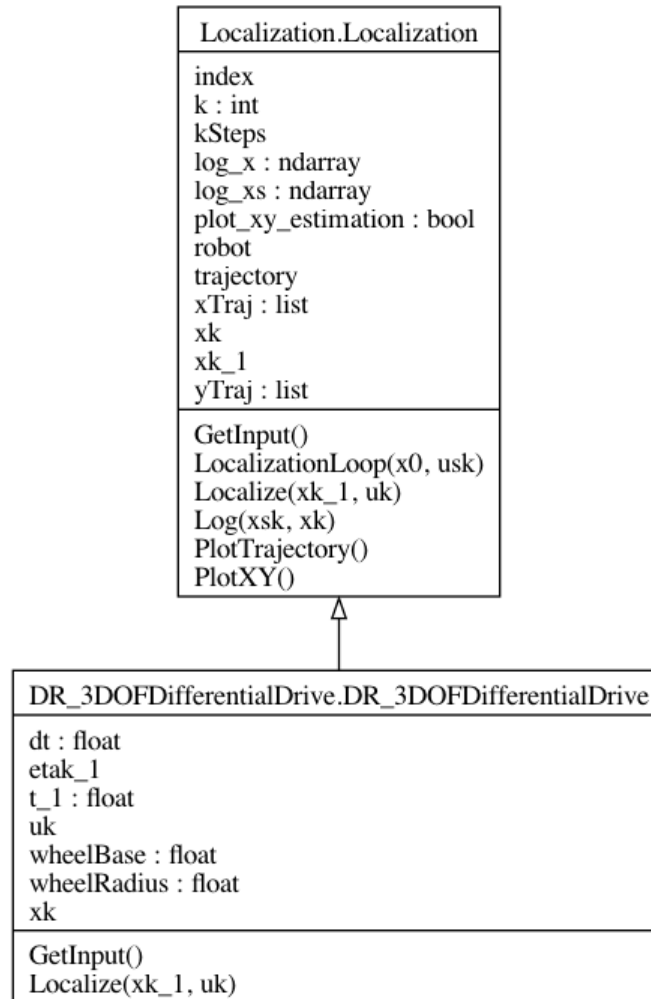 Localization.Localization
index
k : int
kSteps
log_x : ndarray
log_xs : ndarray
plot_xy_estimation : bool
robot
trajectory
xTraj : list
xk
xk_1
yTraj : list
GetInput()
LocalizationLoop(x0, usk)
Localize(xk_1, uk)
Log(xsk, xk)
PlotTrajectory()
PlotXY()
DR_3DOFDifferentialDrive.DR_3DOFDifferentialDrive
dt : float
etak_1
t_1 : float
uk
wheelBase : float
wheelRadius : float
xk
GetInput()
Localize(xk_1, uk)